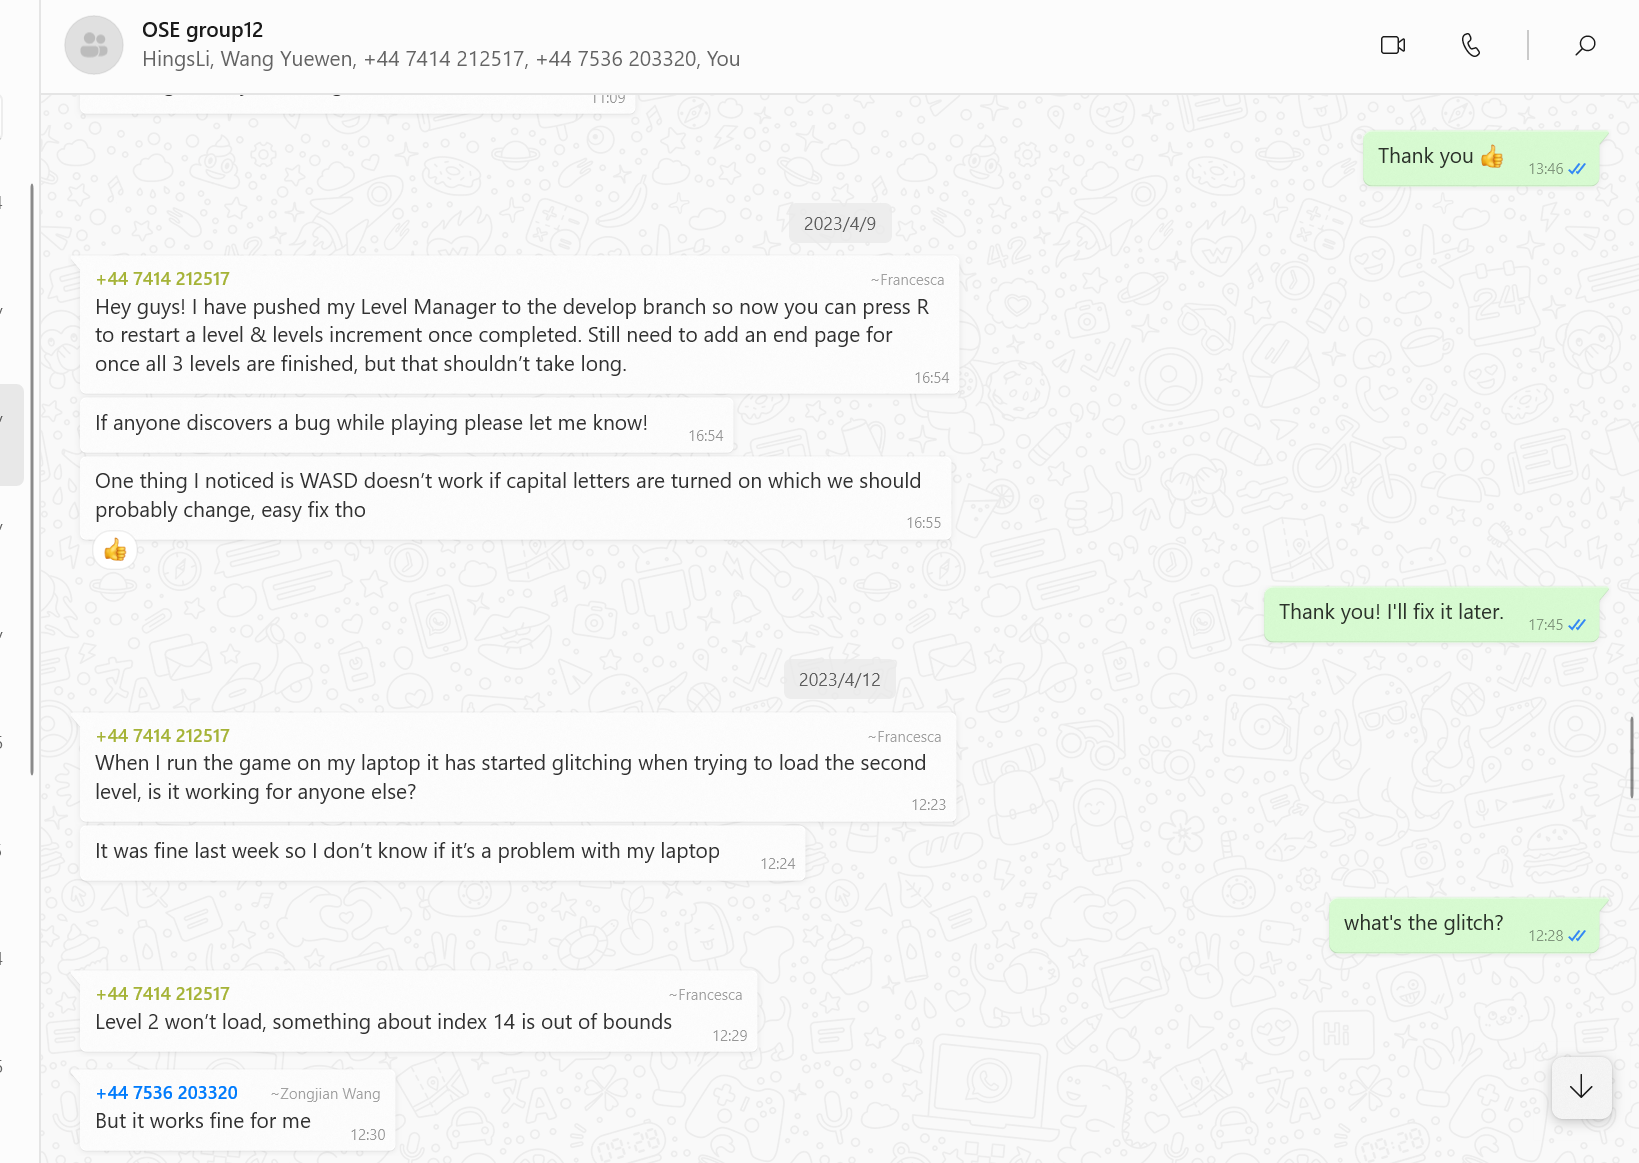 OSE group12
HingsLi, Wang Yuewen, +44 7414 212517, +44 7536 203320, You
11:09
Thank you 👍
13:46
2023/4/9
+44 7414 212517
~Francesca
Hey guys! I have pushed my Level Manager to the develop branch so now you can press R
to restart a level & levels increment once completed. Still need to add an end page for
once all 3 levels are finished, but that shouldn’t take long.
16:54
If anyone discovers a bug while playing please let me know!
16:54
One thing I noticed is WASD doesn’t work if capital letters are turned on which we should
probably change, easy fix tho
16:55
👍
Thank you! I'll fix it later.
17:45
2023/4/12
+44 7414 212517
~Francesca
When I run the game on my laptop it has started glitching when trying to load the second
level, is it working for anyone else?
12:23
It was fine last week so I don’t know if it’s a problem with my laptop
12:24
what's the glitch?
12:28
+44 7414 212517
~Francesca
Level 2 won’t load, something about index 14 is out of bounds
12:29
+44 7536 203320
~Zongjian Wang
But it works fine for me
12:30